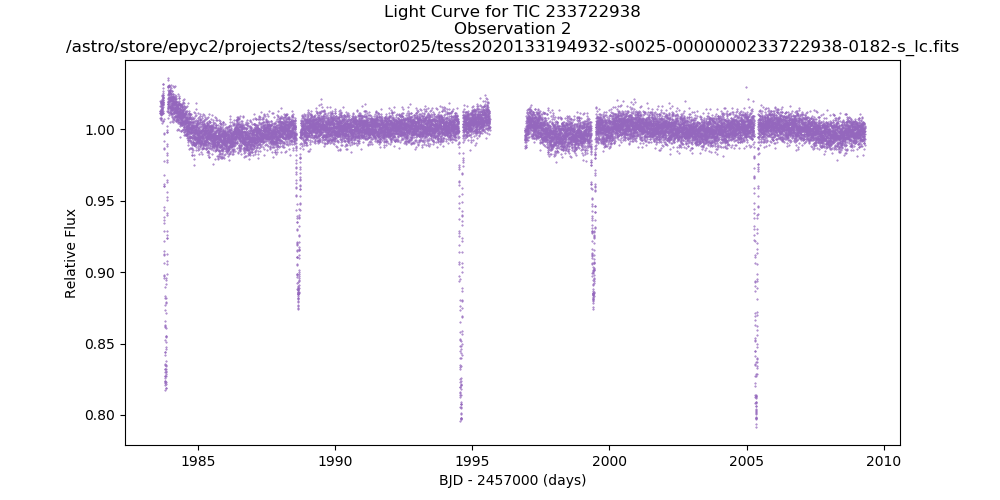 Light Curve for TIC 233722938
Observation 2
/astro/store/epyc2/projects2/tess/sector025/tess2020133194932-s0025-0000000233722938-0182-s_lc.fits
Relative Flux
1.00
0.95
0.90
0.85
0.80
1985
1990
1995
2000
2005
2010
BJD - 2457000 (days)